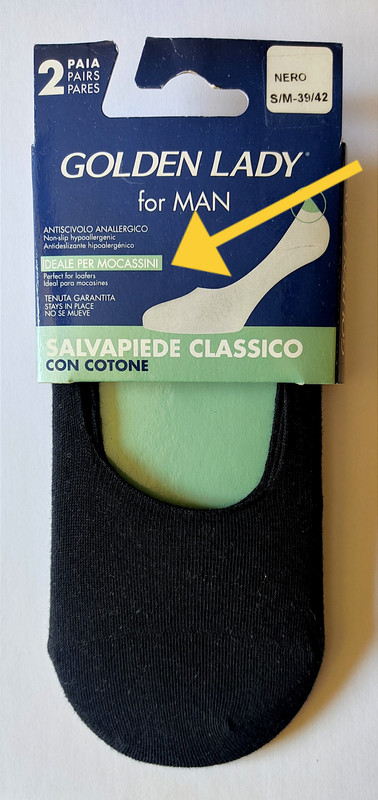 2 PAIA
PAIRS
PARES
NERO
S/M-39/42
GOLDEN LADY®
for MAN
ANTISCIVOLO ANALLERGICO
Non-slip hypoallergenic
Antideslizante hipoalergénico
IDEALE PER MOCASSINI
Perfect for loafers
Ideal para mocasines
TENUTA GARANTITA
STAYS IN PLACE
NO SE MUEVE
SALVAPIEDE CLASSICO
CON COTONE